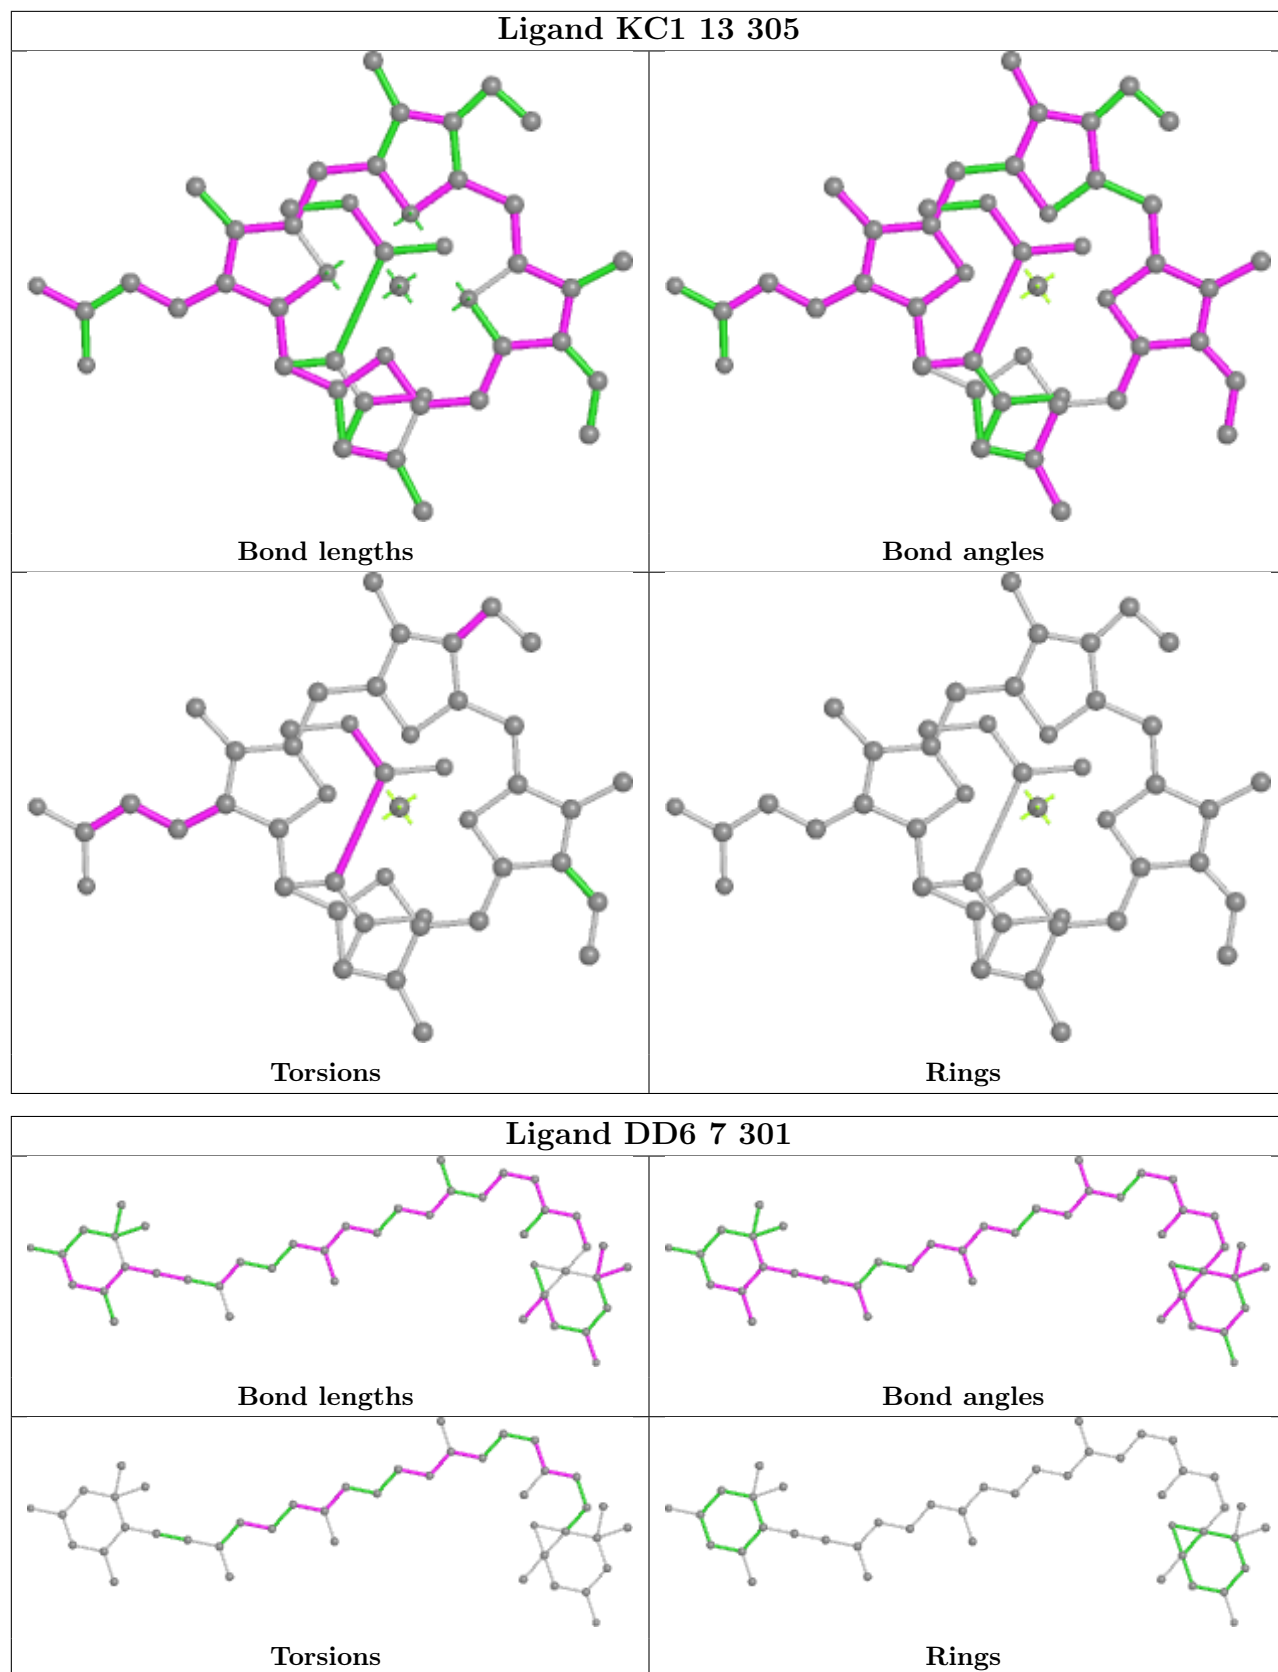 Ligand KC1 13 305
Bond lengths
Bond angles
Torsions
Rings
Ligand DD6 7 301
Bond lengths
Bond angles
Torsions
Rings